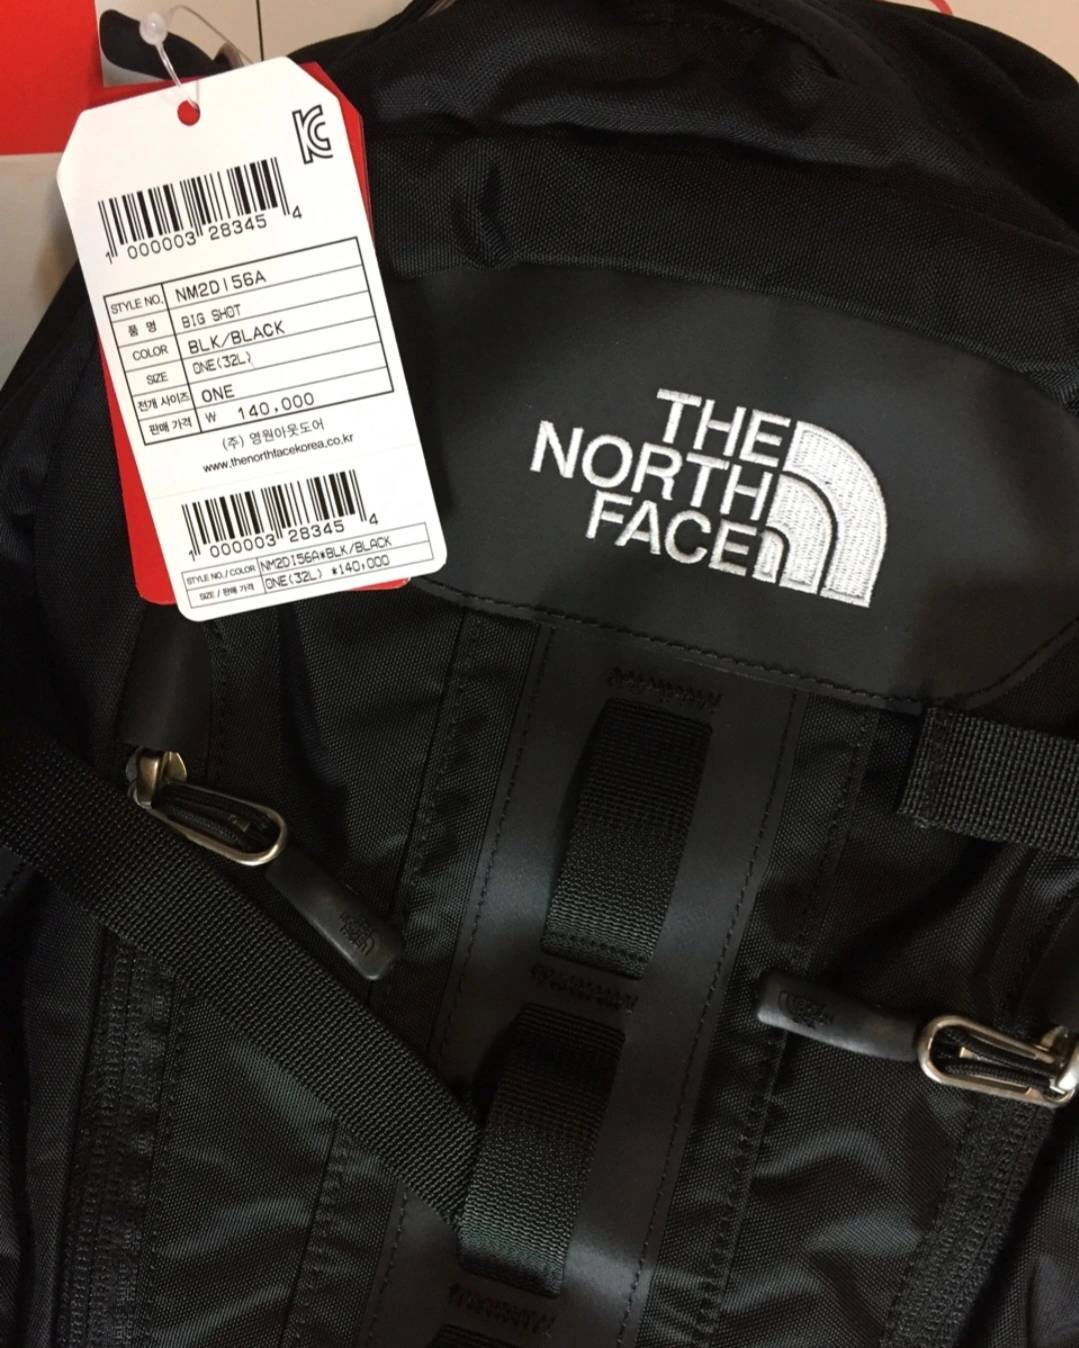 1 000003 28345 4
STYLE NO. NM2DI56A
품 명 BIG SHOT
COLOR BLK/BLACK
SIZE ONE(32L)
전개 사이즈 ONE
판매 가격 ₩ 140,000
(주) 영원아웃도어
www.thenorthfacekorea.co.kr
1 000003 28345 4
STYLE NO./COLOR NM2DI56A*BLK/BLACK
SIZE / 판매 가격 ONE(32L) *140,000
THE
NORTH
FACE